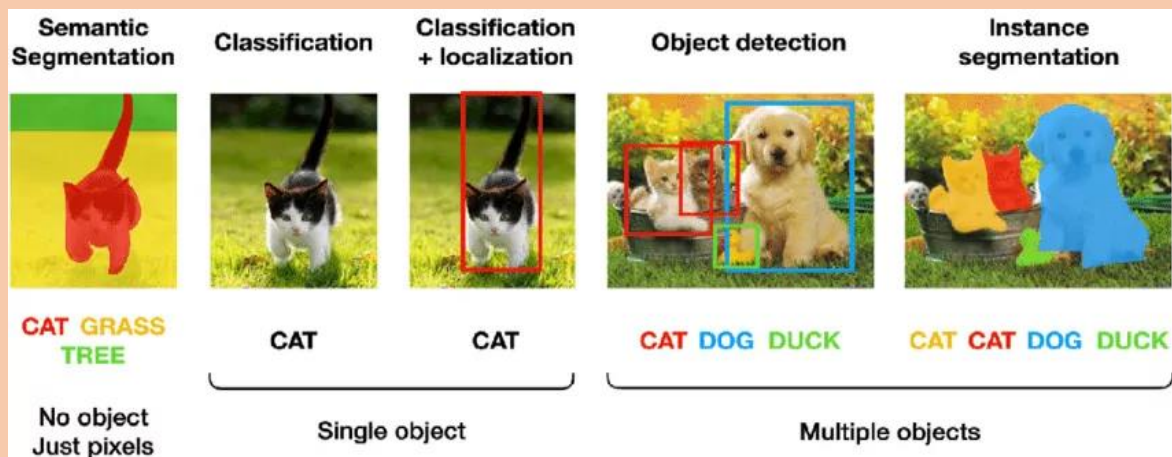 Semantic
Segmentation
Classification
Classification
+ localization
Object detection
Instance
segmentation
CAT GRASS
TREE
CAT
CAT
CAT DOG DUCK
CAT CAT DOG DUCK
No object
Just pixels
Single object
Multiple objects